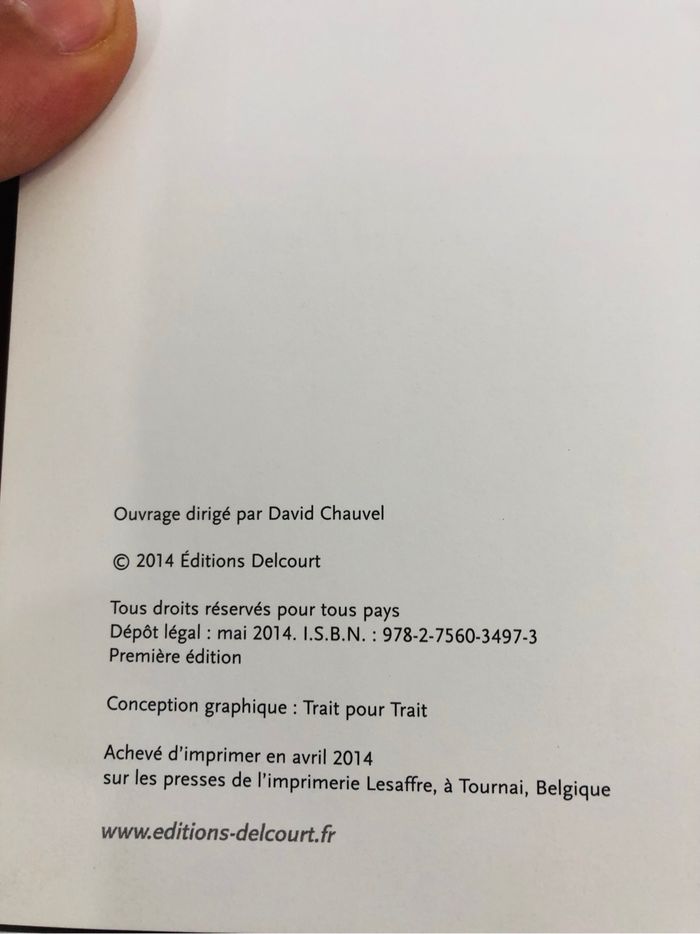 Ouvrage dirigé par David Chauvel
© 2014 Éditions Delcourt
Tous droits réservés pour tous pays
Dépôt légal : mai 2014. I.S.B.N. : 978-2-7560-3497-3
Première édition
Conception graphique : Trait pour Trait
Achevé d'imprimer en avril 2014
sur les presses de l'imprimerie Lesaffre, à Tournai, Belgique
www.editions-delcourt.fr